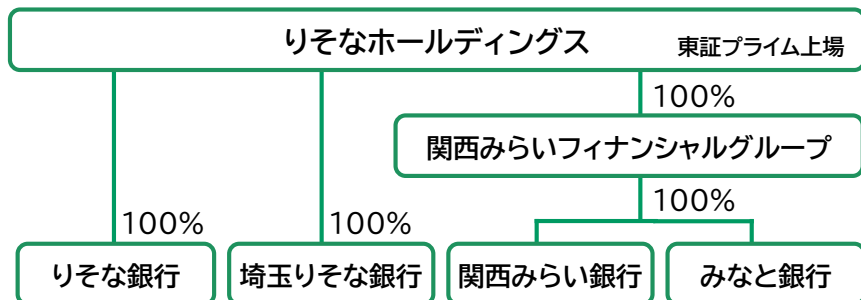 りそなホールディングス 東証プライム上場
100%
関西みらいフィナンシャルグループ
100% 100% 100%
りそな銀行 埼玉りそな銀行 関西みらい銀行 みなと銀行